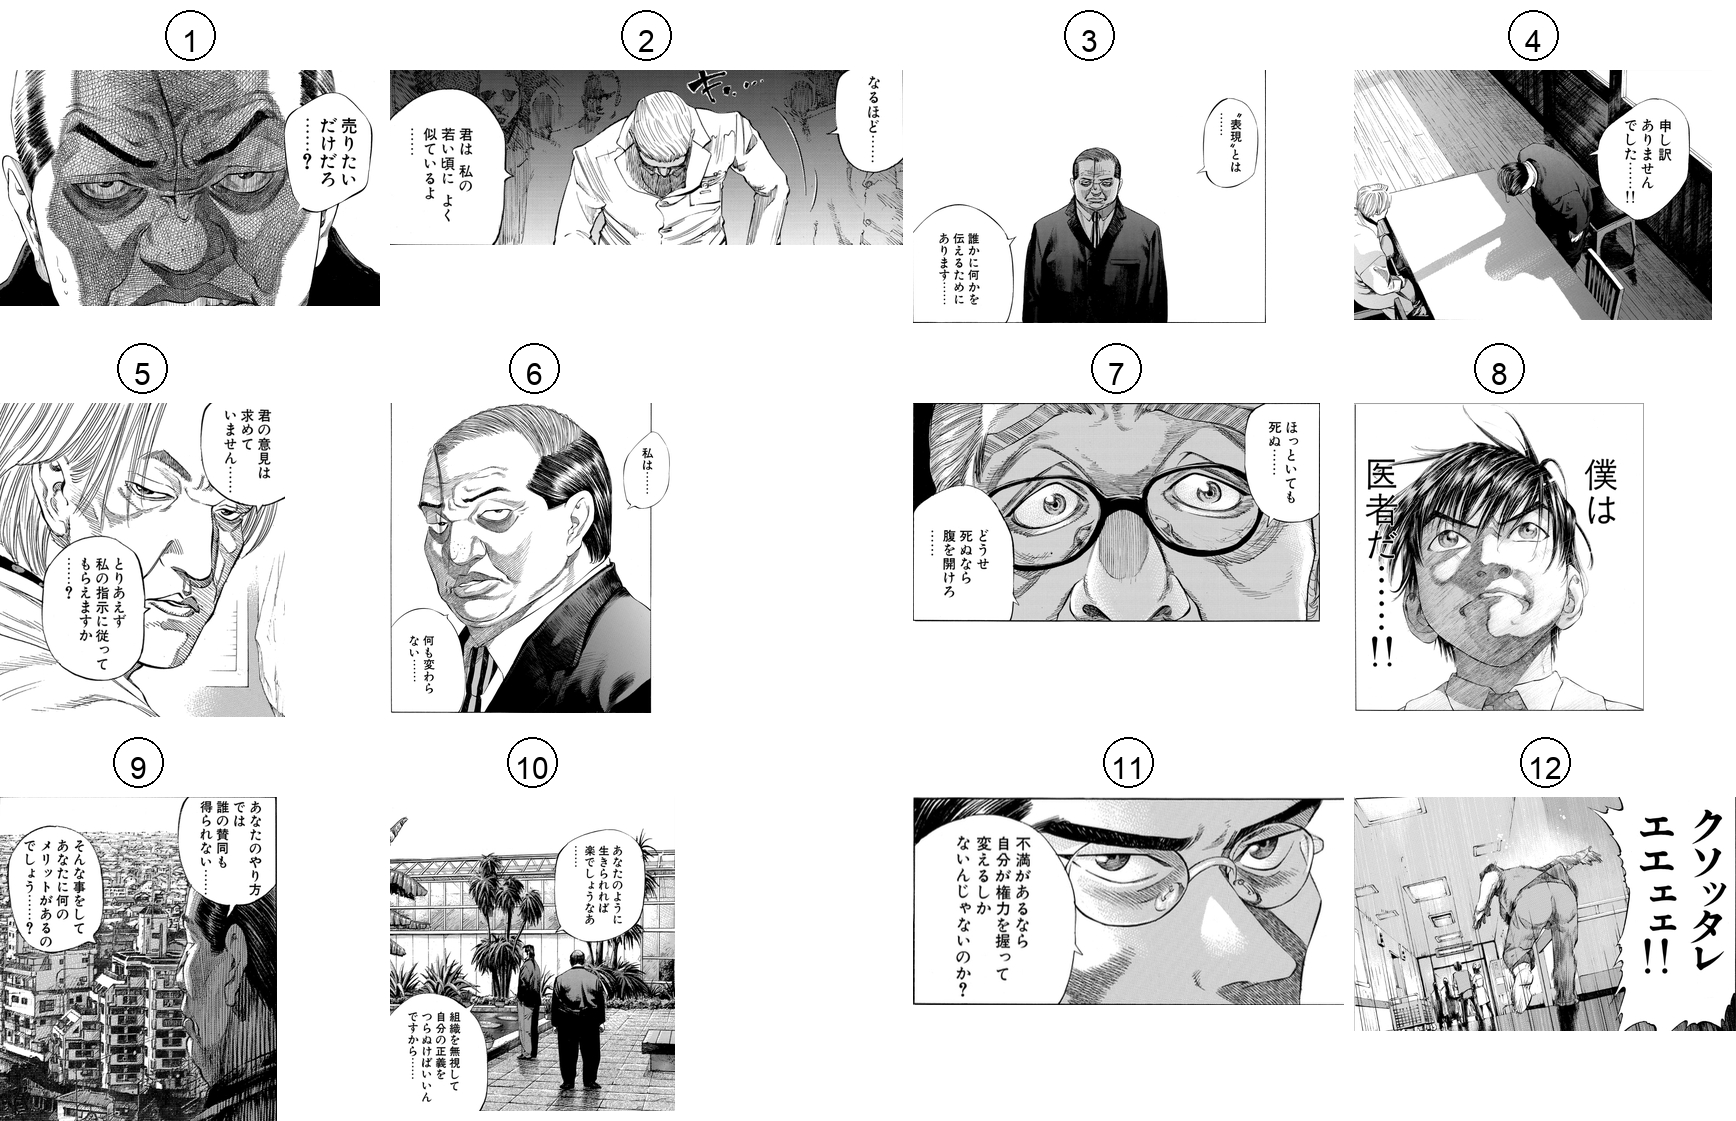 1
売りたい
だけだろ
……？
2
なるほど……
君は 私の
若い頃に よく
似ているよ
……
3
〝表現〟とは
……
誰かに何かを
伝えるために
あります……
4
申し訳
ありません
でした……!!
5
君の意見は
求めて
いません……
とりあえず
私の指示に従って
もらえますか
……？
6
私は……
何も変わら
ない……
7
ほっといても
死ぬ……
どうせ
死ぬなら
腹を開けろ
……
8
僕は
医者だ………!!
9
あなたのやり方
では
誰の賛同も
得られない……
そんな事をして
あなたに何の
メリットがあるの
でしょう……？
10
あなたのように
生きられれば
楽でしょうなあ
……
組織を無視して
自分の正義を
つらぬけばいいん
ですから……
11
不満があるなら
自分が権力を握って
変えるしか
ないんじゃないのか？
12
クソッタレ
エエェェ!!